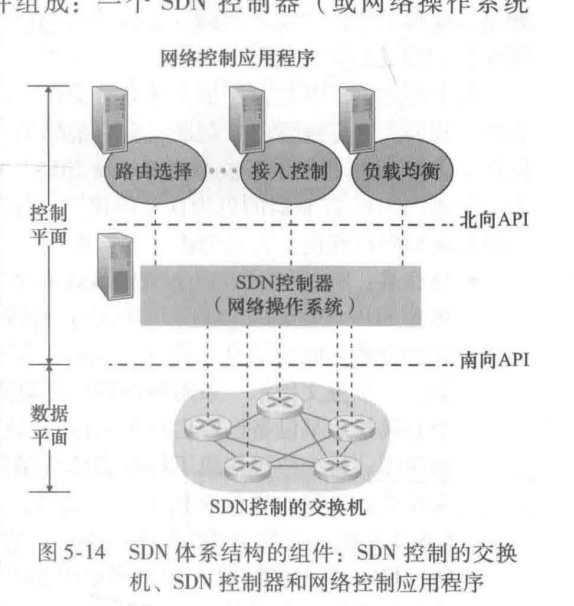 件组成：一个 SDN 控制器（或网络操作系统
网络控制应用程序
路由选择 … 接入控制 负载均衡
控制
平面
北向API
SDN控制器
（网络操作系统）
南向API
数据
平面
SDN控制的交换机
图 5-14 SDN 体系结构的组件：SDN 控制的交换
机、SDN 控制器和网络控制应用程序